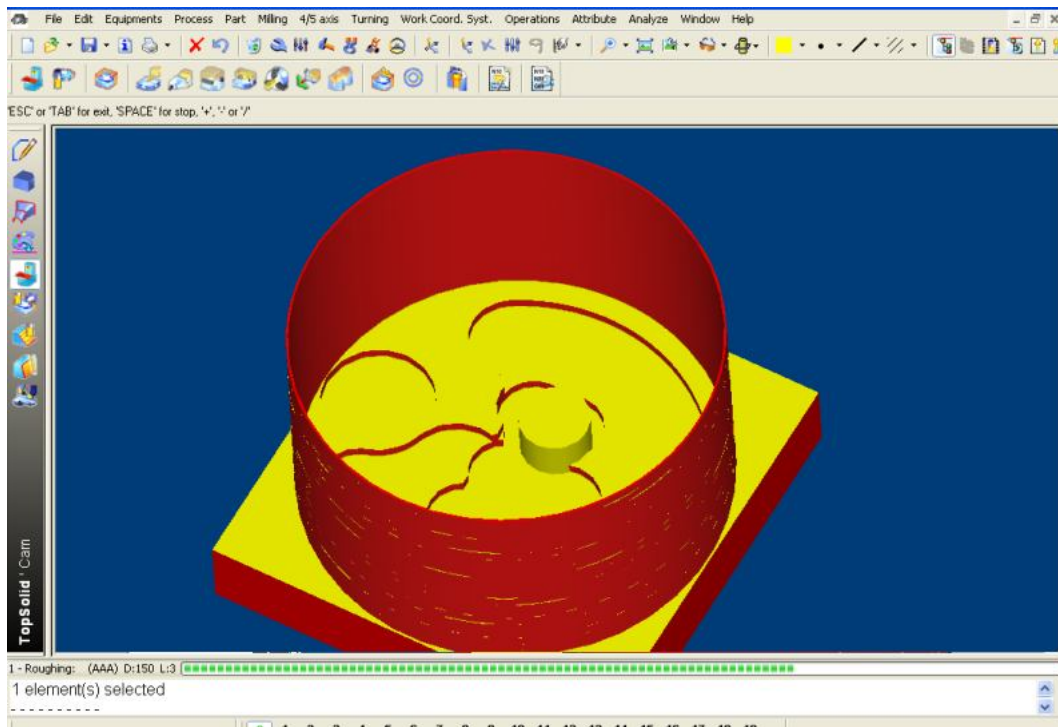 File Edit Equipments Process Part Milling 4/5 axis Turning Work Coord. Syst. Operations Attribute Analyze Window Help
'ESC' or 'TAB' for exit, 'SPACE' for stop, '+', '-' or '/'
TopSolid'Cam
1 - Roughing: (AAA) D:150 L:3
1 element(s) selected
- - - - - - - - - -